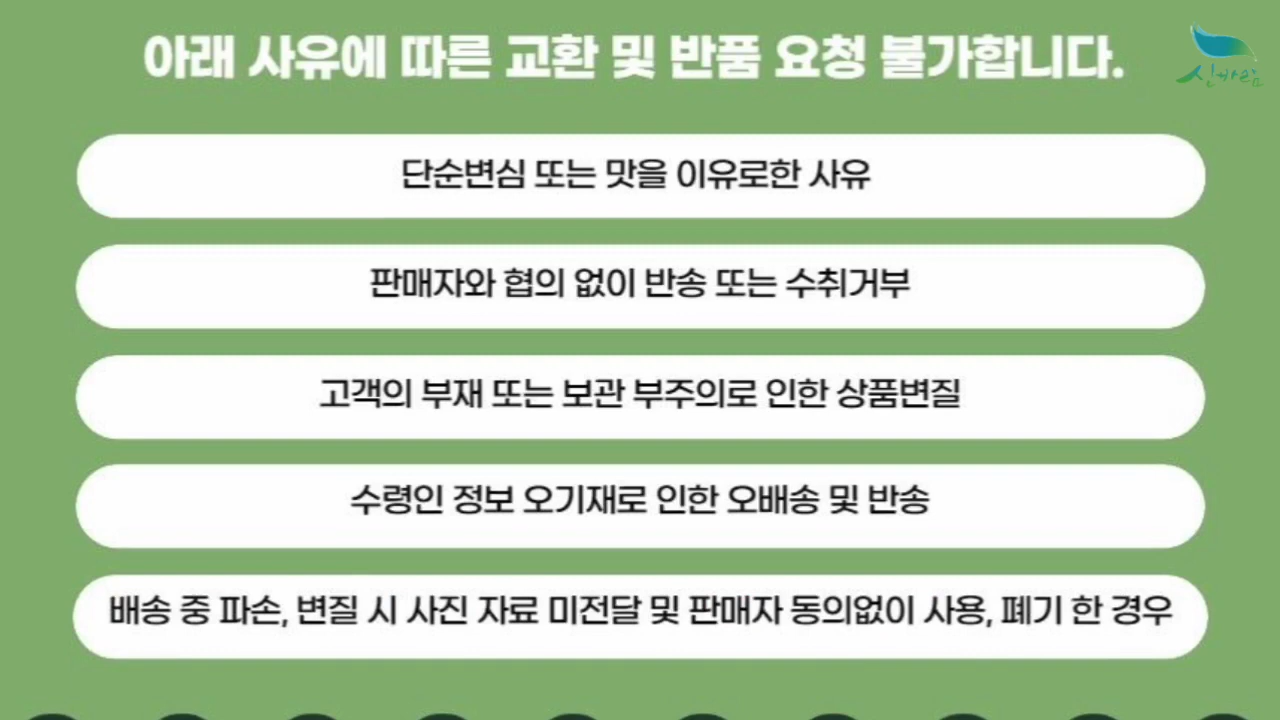 아래 사유에 따른 교환 및 반품 요청 불가합니다.
신바람
단순변심 또는 맛을 이유로한 사유
판매자와 협의 없이 반송 또는 수취거부
고객의 부재 또는 보관 부주의로 인한 상품변질
수령인 정보 오기재로 인한 오배송 및 반송
배송 중 파손, 변질 시 사진 자료 미전달 및 판매자 동의없이 사용, 폐기 한 경우